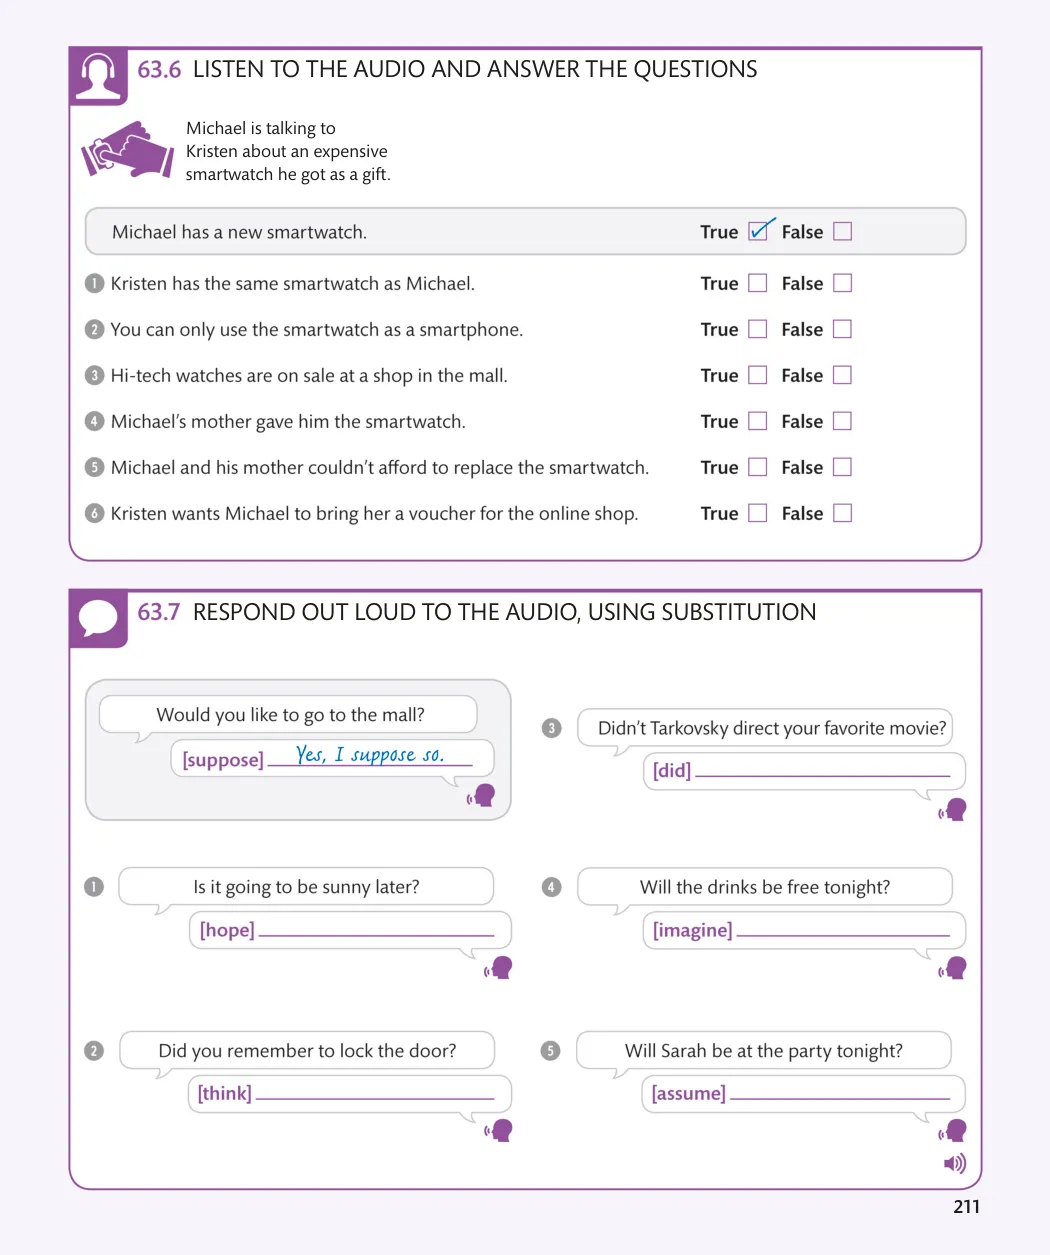 63.6 LISTEN TO THE AUDIO AND ANSWER THE QUESTIONS
Michael is talking to
Kristen about an expensive
smartwatch he got as a gift.
Michael has a new smartwatch. True False
1 Kristen has the same smartwatch as Michael. True False
2 You can only use the smartwatch as a smartphone. True False
3 Hi-tech watches are on sale at a shop in the mall. True False
4 Michael's mother gave him the smartwatch. True False
5 Michael and his mother couldn't afford to replace the smartwatch. True False
6 Kristen wants Michael to bring her a voucher for the online shop. True False
63.7 RESPOND OUT LOUD TO THE AUDIO, USING SUBSTITUTION
Would you like to go to the mall?
[suppose] Yes, I suppose so.
1 Is it going to be sunny later?
[hope]
2 Did you remember to lock the door?
[think]
3 Didn't Tarkovsky direct your favorite movie?
[did]
4 Will the drinks be free tonight?
[imagine]
5 Will Sarah be at the party tonight?
[assume]
211